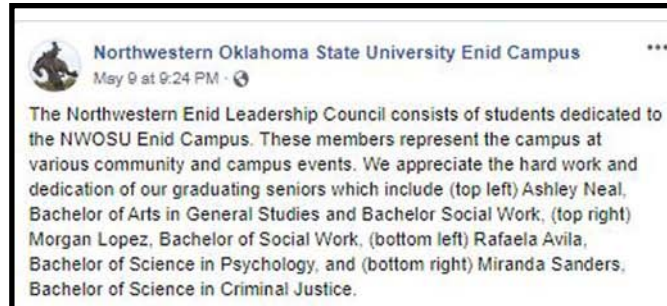 Northwestern Oklahoma State University Enid Campus
May 9 at 9:24 PM ·
The Northwestern Enid Leadership Council consists of students dedicated to
the NWOSU Enid Campus. These members represent the campus at
various community and campus events. We appreciate the hard work and
dedication of our graduating seniors which include (top left) Ashley Neal,
Bachelor of Arts in General Studies and Bachelor Social Work, (top right)
Morgan Lopez, Bachelor of Social Work, (bottom left) Rafaela Avila,
Bachelor of Science in Psychology, and (bottom right) Miranda Sanders,
Bachelor of Science in Criminal Justice.